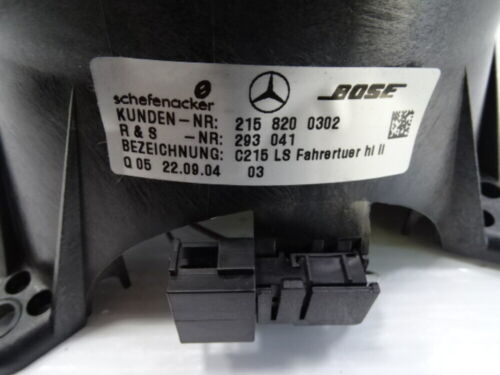 schefenacker BOSE
KUNDEN-NR: 215 820 0302
R & S -NR: 293 041
BEZEICHNUNG: C215 LS Fahrertuer hl li
Q 05 22.09.04 03